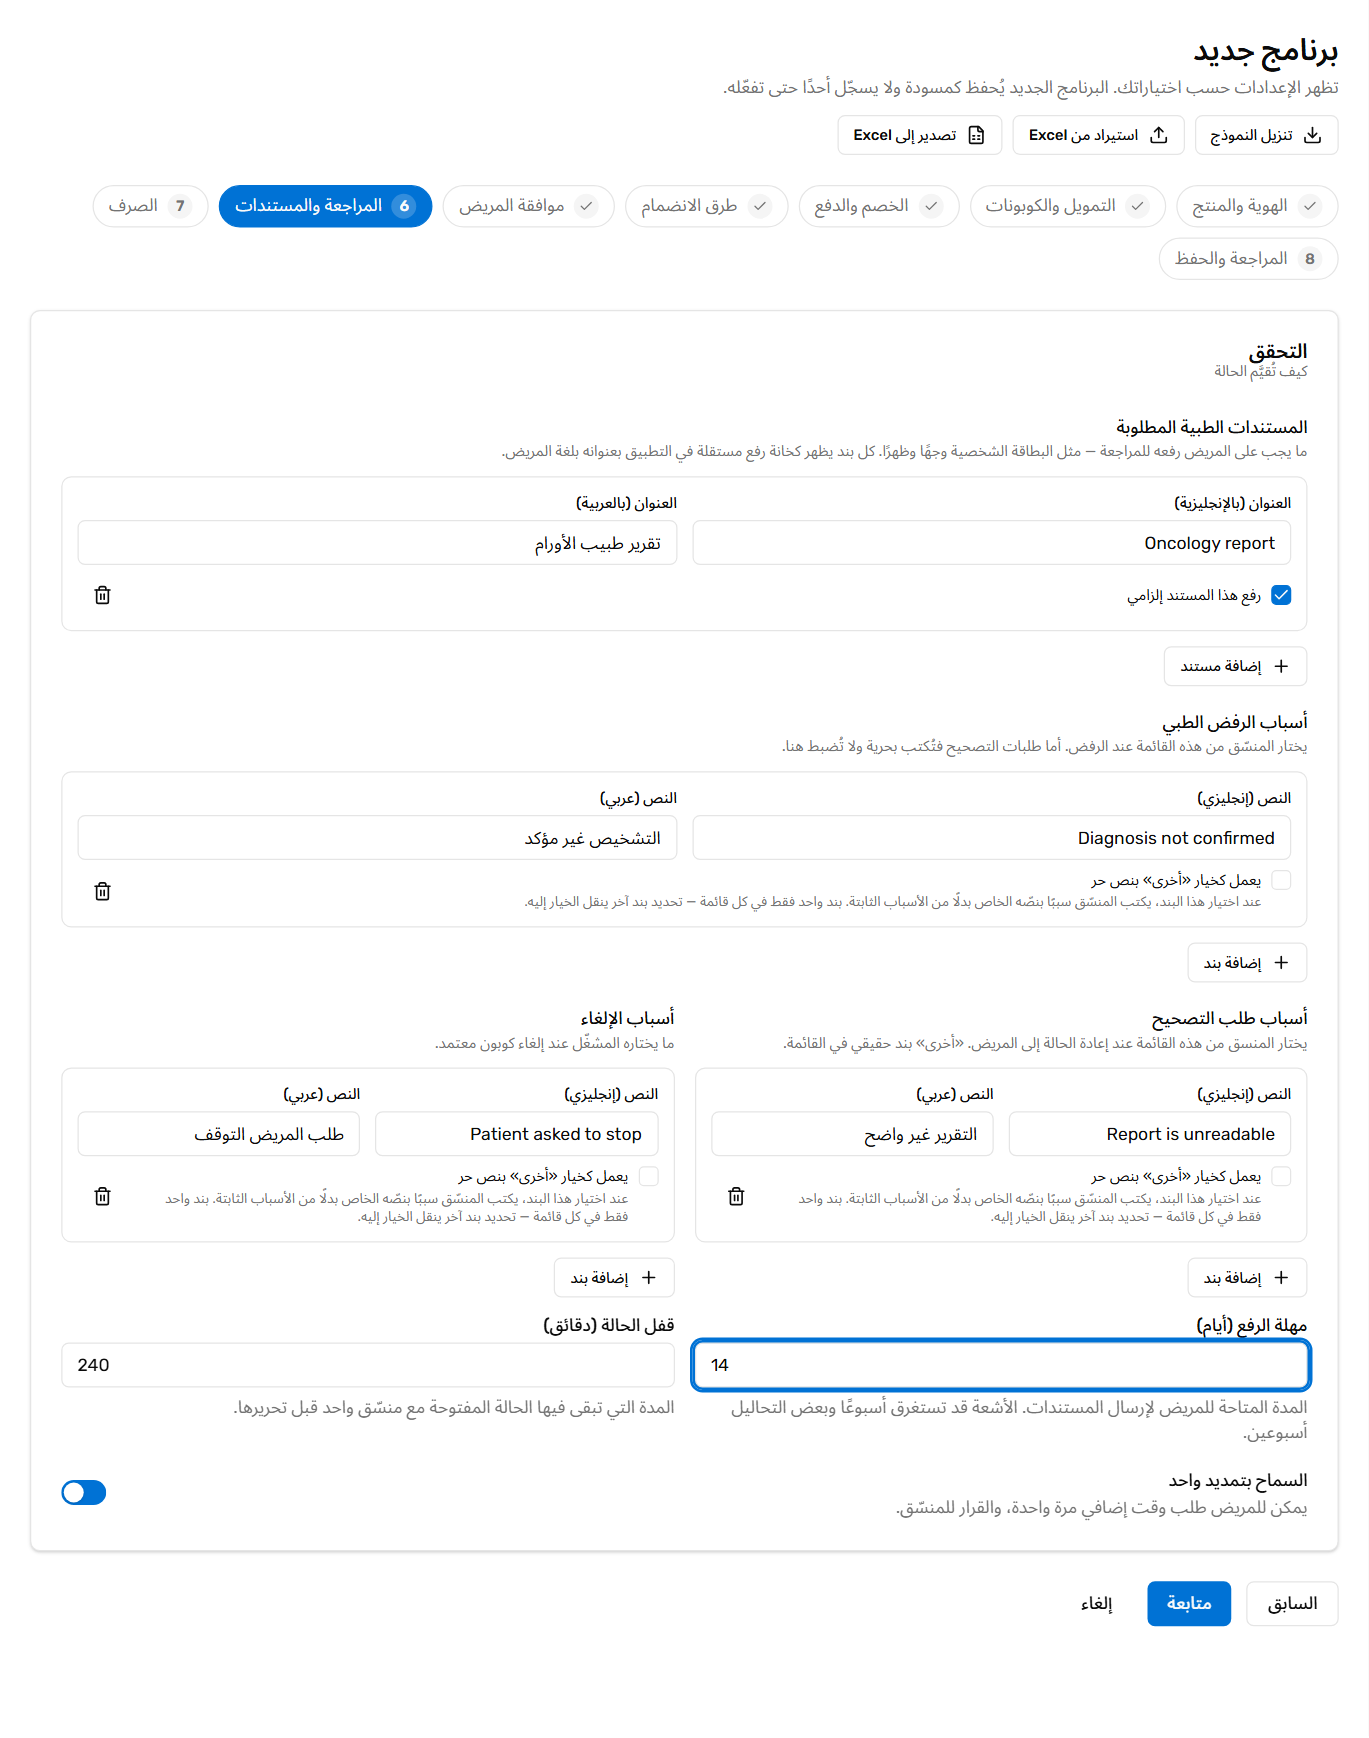 برنامج جديد
تظهر الإعدادات حسب اختياراتك. البرنامج الجديد يُحفظ كمسودة ولا يسجّل أحدًا حتى تفعّله.
تنزيل النموذج
استيراد من Excel
تصدير إلى Excel
الهوية والمنتج
التمويل والكوبونات
الخصم والدفع
طرق الانضمام
موافقة المريض
6 المراجعة والمستندات
7 الصرف
8 المراجعة والحفظ
التحقق
كيف تُقيَّم الحالة
المستندات الطبية المطلوبة
ما يجب على المريض رفعه للمراجعة – مثل البطاقة الشخصية وجهًا وظهرًا. كل بند يظهر كخانة رفع مستقلة في التطبيق بعنوانه بلغة المريض.
العنوان (بالإنجليزية)
العنوان (بالعربية)
Oncology report
تقرير طبيب الأورام
رفع هذا المستند إلزامي
إضافة مستند
أسباب الرفض الطبي
يختار المنسّق من هذه القائمة عند الرفض. أما طلبات التصحيح فتُكتب بحرية ولا تُضبط هنا.
النص (إنجليزي)
النص (عربي)
Diagnosis not confirmed
التشخيص غير مؤكد
يعمل كخيار «أخرى» بنص حر
عند اختيار هذا البند، يكتب المنسّق سببًا بنصّه الخاص بدلًا من الأسباب الثابتة. بند واحد فقط في كل قائمة – تحديد بند آخر ينقل الخيار إليه.
إضافة بند
أسباب طلب التصحيح
يختار المنسق من هذه القائمة عند إعادة الحالة إلى المريض. «أخرى» بند حقيقي في القائمة.
النص (إنجليزي)
النص (عربي)
Report is unreadable
التقرير غير واضح
يعمل كخيار «أخرى» بنص حر
عند اختيار هذا البند، يكتب المنسّق سببًا بنصّه الخاص بدلًا من الأسباب الثابتة. بند واحد
فقط في كل قائمة – تحديد بند آخر ينقل الخيار إليه.
إضافة بند
أسباب الإلغاء
ما يختاره المشغّل عند إلغاء كوبون معتمد.
النص (إنجليزي)
النص (عربي)
Patient asked to stop
طلب المريض التوقف
يعمل كخيار «أخرى» بنص حر
عند اختيار هذا البند، يكتب المنسّق سببًا بنصّه الخاص بدلًا من الأسباب الثابتة. بند واحد
فقط في كل قائمة – تحديد بند آخر ينقل الخيار إليه.
إضافة بند
مهلة الرفع (أيام)
14
المدة المتاحة للمريض لإرسال المستندات. الأشعة قد تستغرق أسبوعًا وبعض التحاليل
أسبوعين.
قفل الحالة (دقائق)
240
المدة التي تبقى فيها الحالة المفتوحة مع منسّق واحد قبل تحريرها.
السماح بتمديد واحد
يمكن للمريض طلب وقت إضافي مرة واحدة، والقرار للمنسّق.
السابق
متابعة
إلغاء